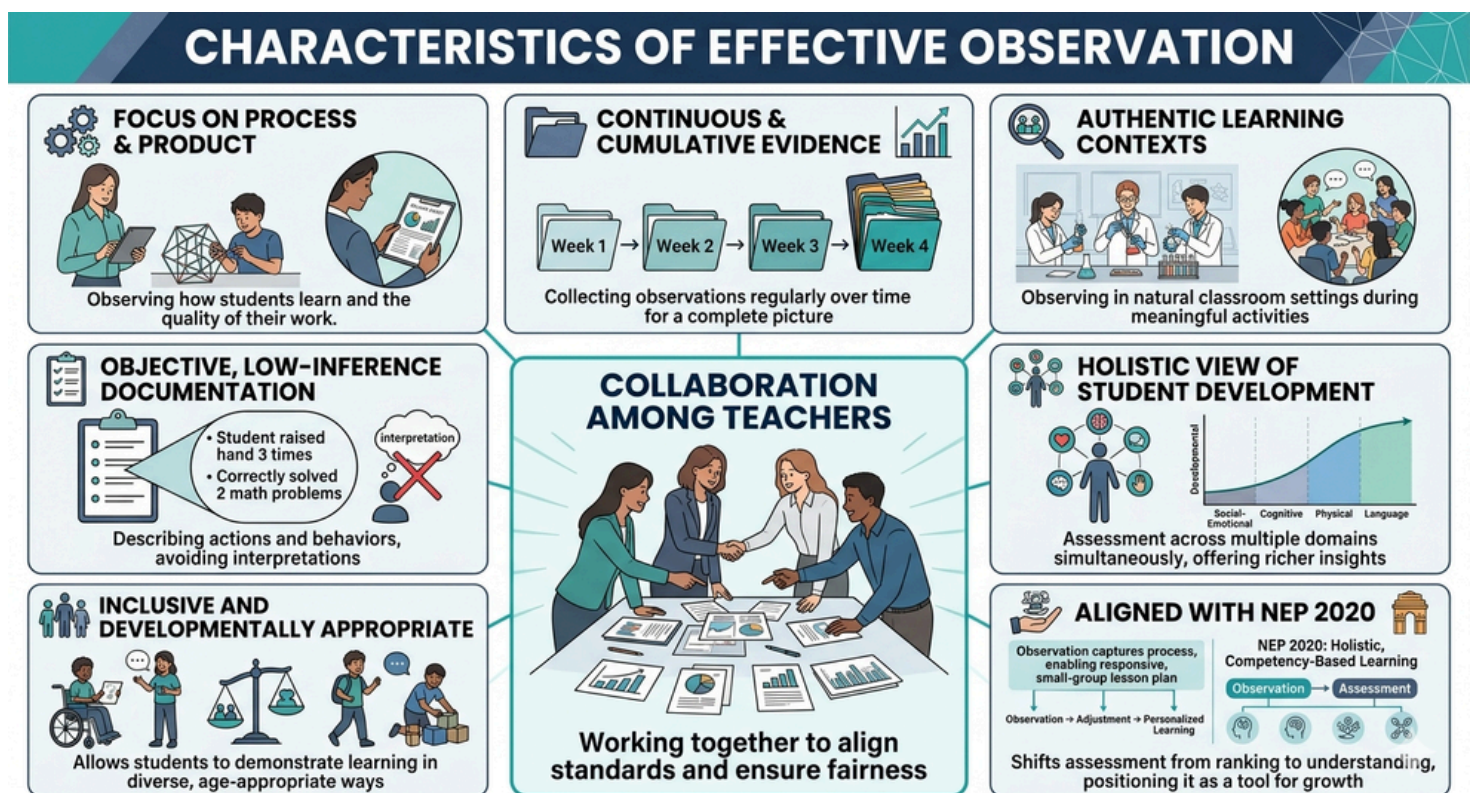 CHARACTERISTICS OF EFFECTIVE OBSERVATION
FOCUS ON PROCESS
& PRODUCT
Observing how students learn and the
quality of their work.
CONTINUOUS &
CUMULATIVE EVIDENCE
Week 1 → Week 2 → Week 3 → Week 4
Collecting observations regularly over time
for a complete picture
AUTHENTIC LEARNING
CONTEXTS
Observing in natural classroom settings during
meaningful activities
OBJECTIVE, LOW-INFERENCE
DOCUMENTATION
• Student raised
hand 3 times
• Correctly solved
2 math problems
interpretation
Describing actions and behaviors,
avoiding interpretations
COLLABORATION
AMONG TEACHERS
Working together to align
standards and ensure fairness
HOLISTIC VIEW OF
STUDENT DEVELOPMENT
Social-
Emotional
Cognitive
Physical
Language
Assessment across multiple domains
simultaneously, offering richer insights
INCLUSIVE AND
DEVELOPMENTALLY APPROPRIATE
Allows students to demonstrate learning in
diverse, age-appropriate ways
ALIGNED WITH NEP 2020
Observation captures process,
enabling responsive,
small-group lesson plan
Observation → Adjustment → Personalized
Learning
NEP 2020: Holistic,
Competency-Based Learning
Observation → Assessment
Shifts assessment from ranking to understanding,
positioning it as a tool for growth